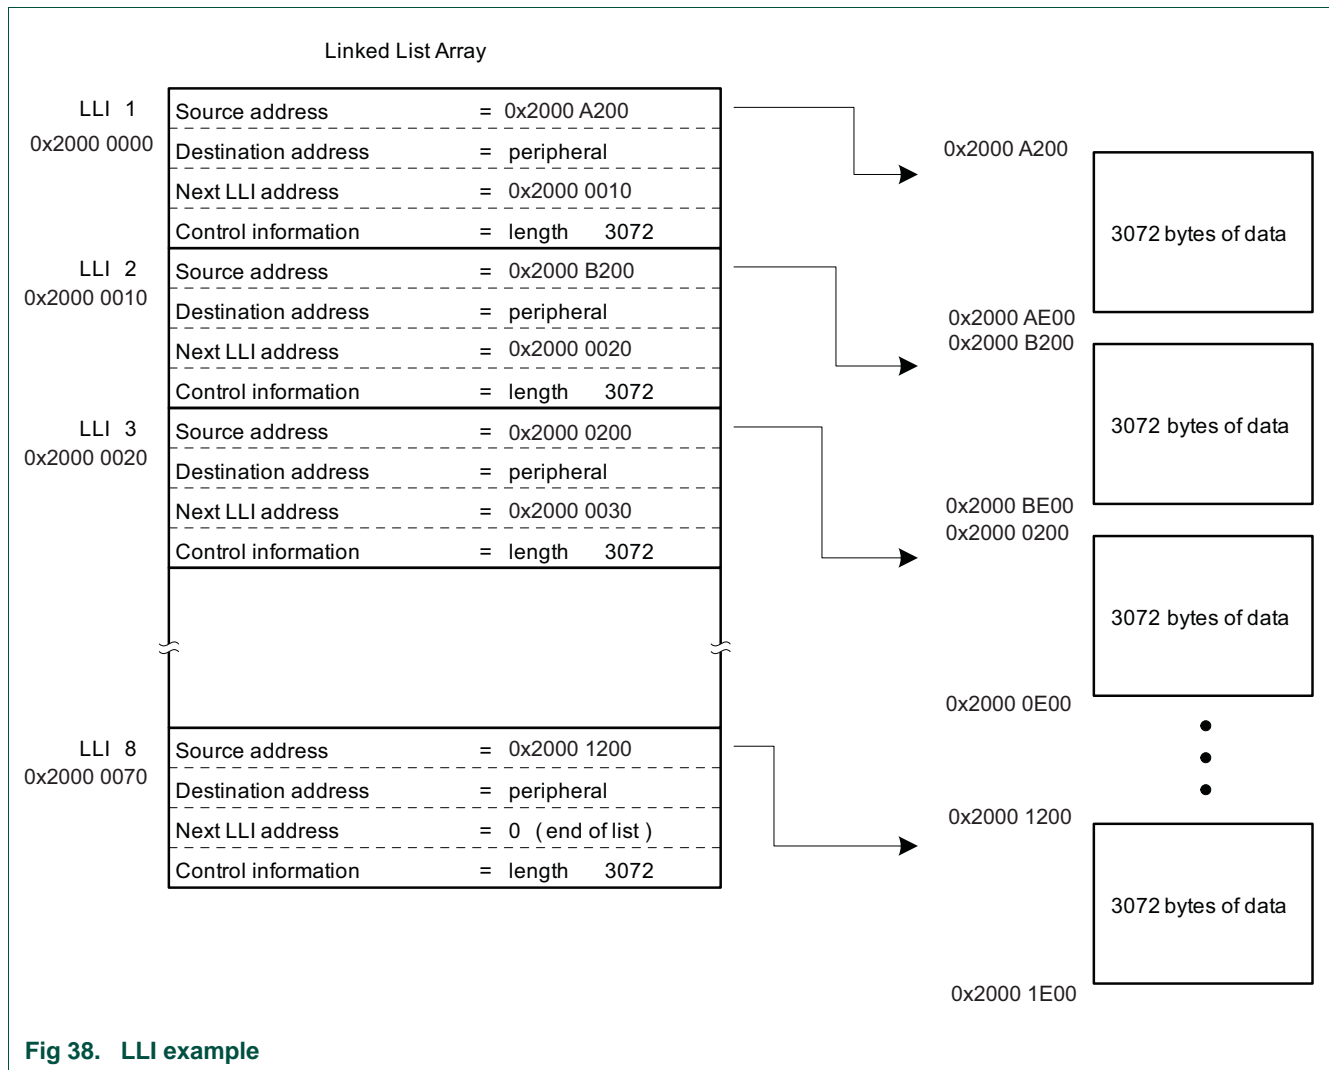 Linked List Array
LLI 1
0x2000 0000
Source address = 0x2000 A200
Destination address = peripheral
Next LLI address = 0x2000 0010
Control information = length 3072
LLI 2
0x2000 0010
Source address = 0x2000 B200
Destination address = peripheral
Next LLI address = 0x2000 0020
Control information = length 3072
LLI 3
0x2000 0020
Source address = 0x2000 0200
Destination address = peripheral
Next LLI address = 0x2000 0030
Control information = length 3072
LLI 8
0x2000 0070
Source address = 0x2000 1200
Destination address = peripheral
Next LLI address = 0 (end of list)
Control information = length 3072
0x2000 A200
3072 bytes of data
0x2000 AE00
0x2000 B200
3072 bytes of data
0x2000 BE00
0x2000 0200
3072 bytes of data
0x2000 0E00
0x2000 1200
3072 bytes of data
0x2000 1E00
Fig 38. LLI example